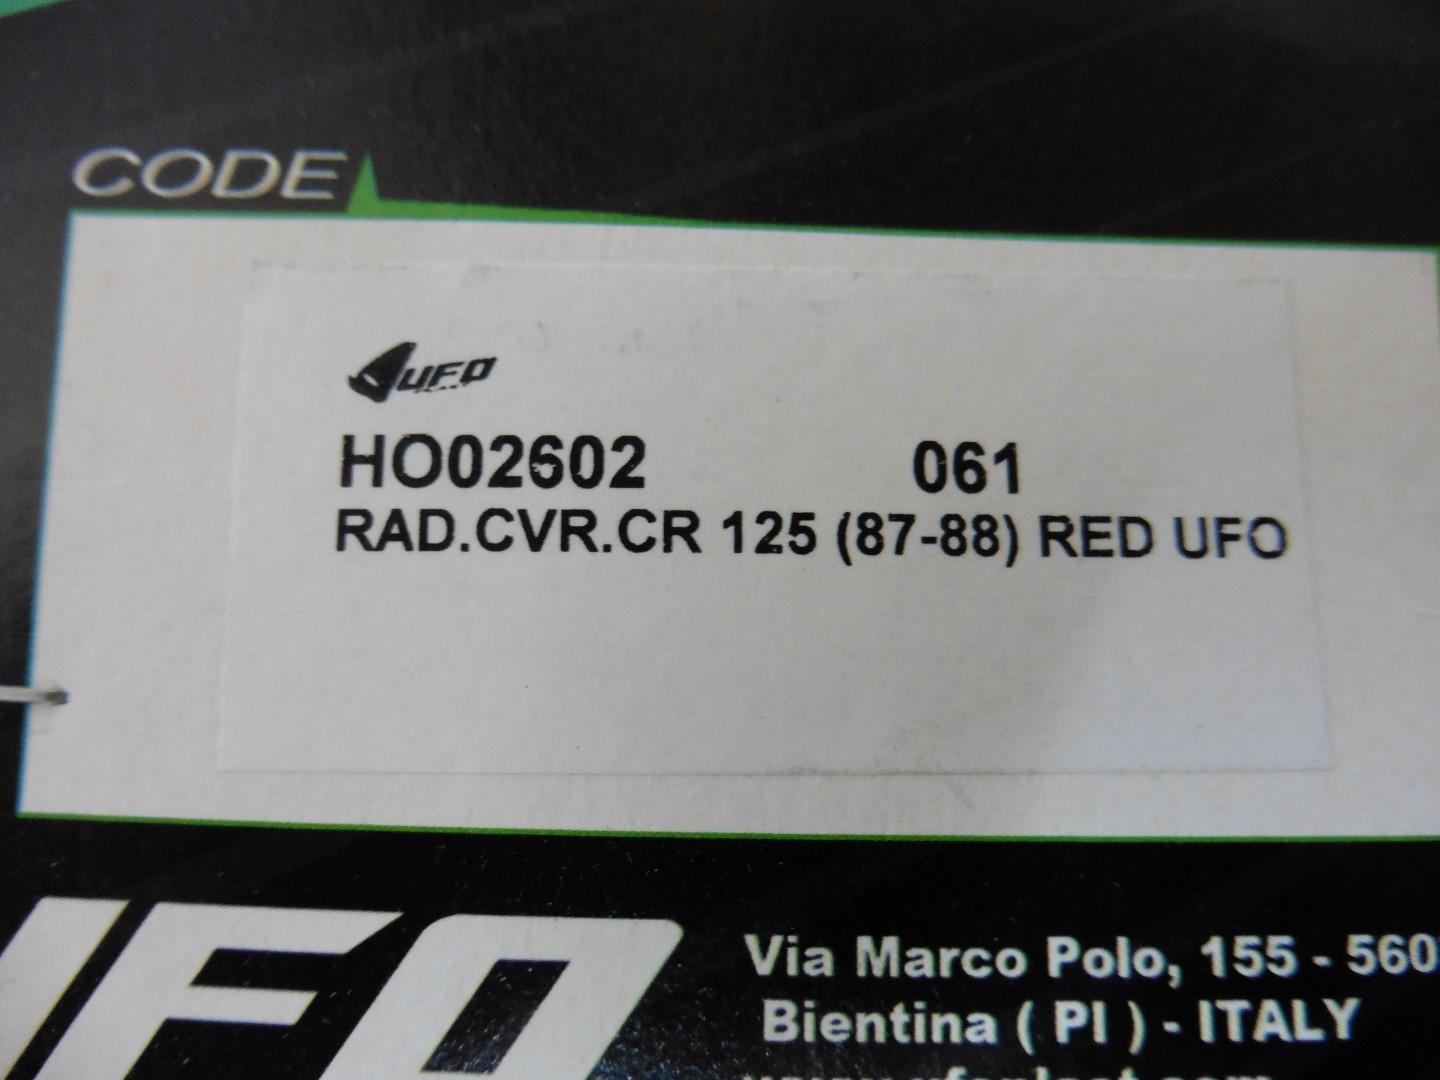 CODE
UFO
HO02602 061
RAD.CVR.CR 125 (87-88) RED UFO
UFO
Via Marco Polo, 155 - 560
Bientina ( PI ) - ITALY